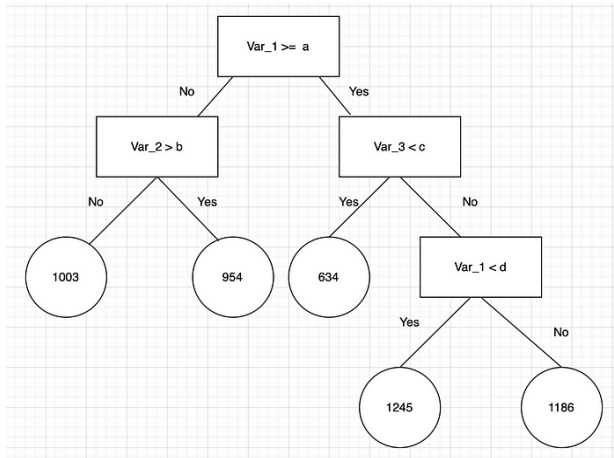 Var_1 >= a
No
Yes
Var_2 > b
Var_3 < c
No
Yes
Yes
No
1003
954
634
Var_1 < d
Yes
No
1245
1186